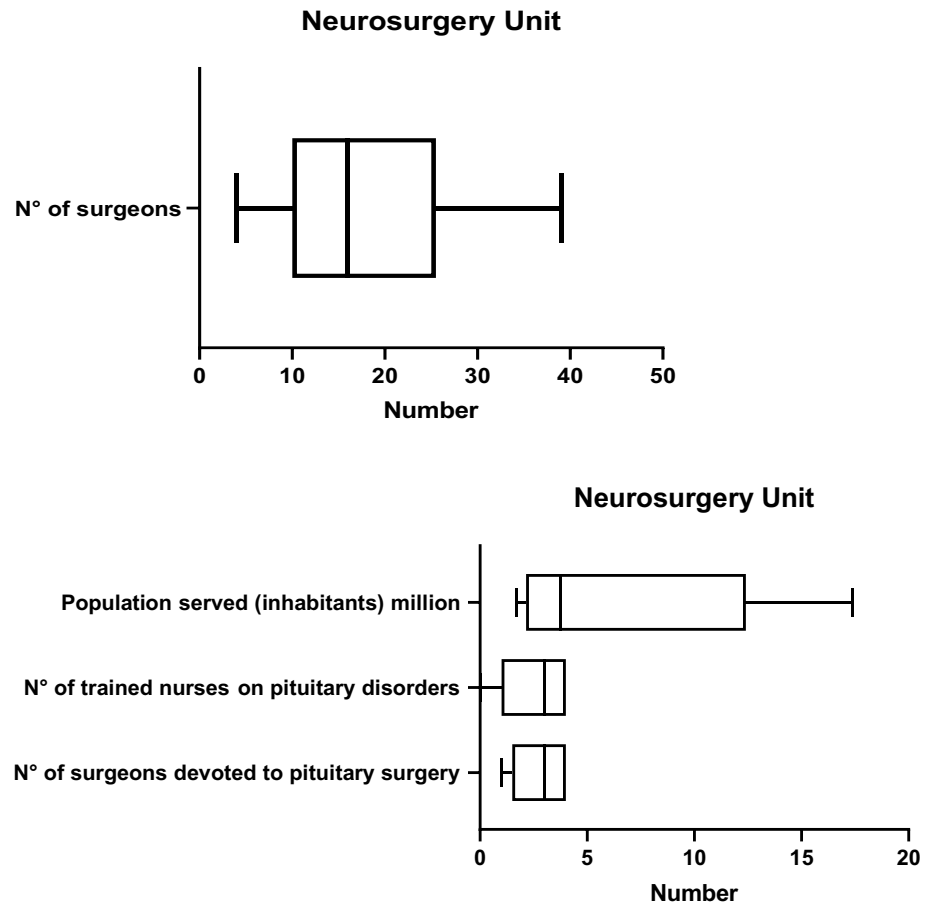 Neurosurgery Unit
N° of surgeons
0 10 20 30 40 50
Number
Neurosurgery Unit
Population served (inhabitants) million
N° of trained nurses on pituitary disorders
N° of surgeons devoted to pituitary surgery
0 5 10 15 20
Number